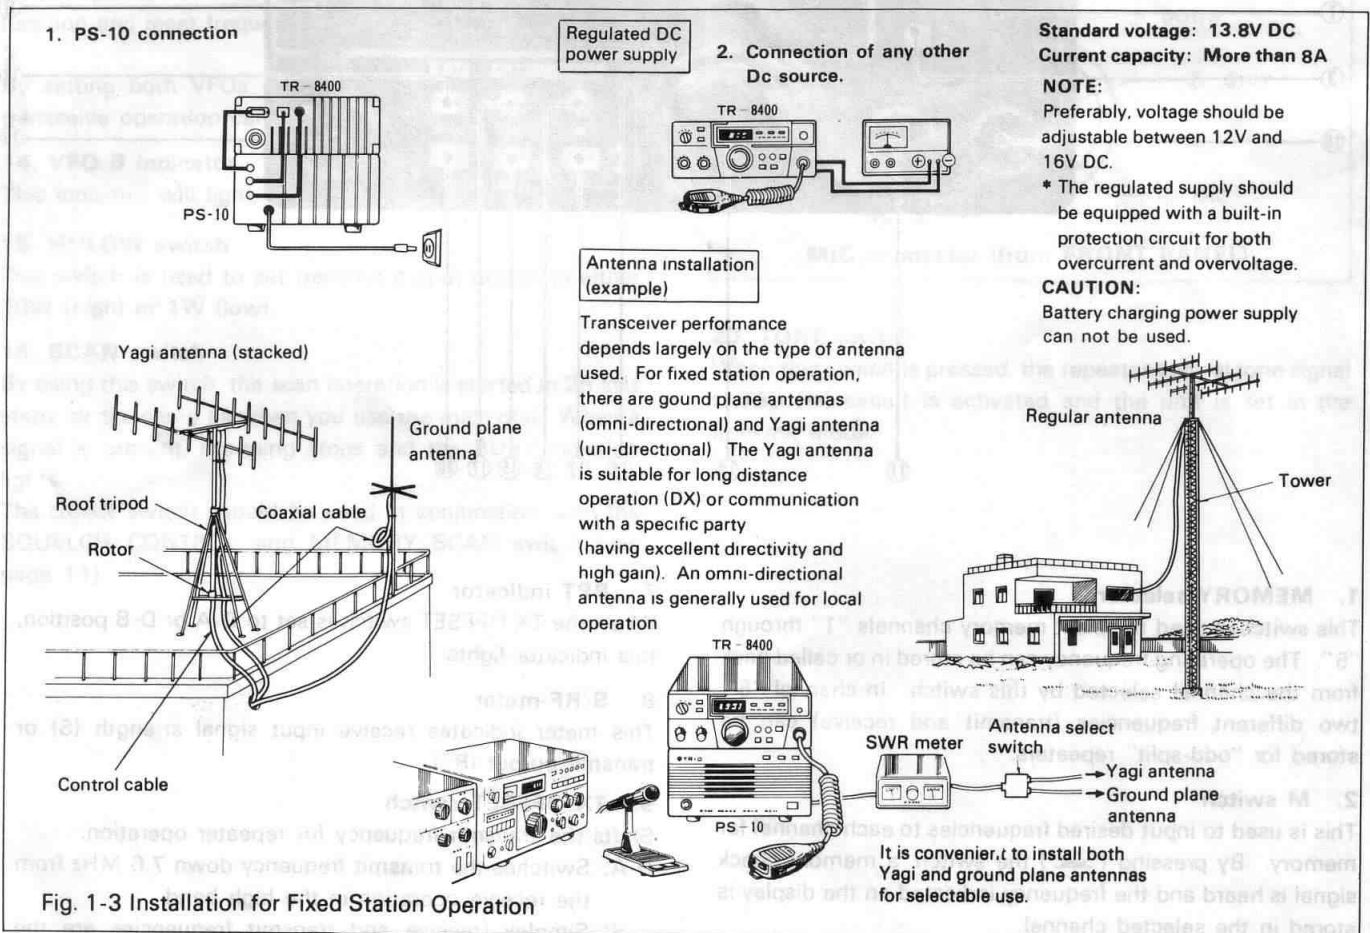 1. PS-10 connection
TR - 8400
PS-10
Regulated DC
power supply
2. Connection of any other
Dc source.
TR - 8400
Standard voltage: 13.8V DC
Current capacity: More than 8A
NOTE:
Preferably, voltage should be
adjustable between 12V and
16V DC.
* The regulated supply should
be equipped with a built-in
protection circuit for both
overcurrent and overvoltage.
CAUTION:
Battery charging power supply
can not be used.
Antenna installation
(example)
Transceiver performance
depends largely on the type of antenna
used. For fixed station operation,
there are gound plane antennas
(omni-directional) and Yagi antenna
(uni-directional) The Yagi antenna
is suitable for long distance
operation (DX) or communication
with a specific party
(having excellent directivity and
high gain). An omni-directional
antenna is generally used for local
operation
Yagi antenna (stacked)
Ground plane
antenna
Roof tripod
Coaxial cable
Rotor
Control cable
Regular antenna
Tower
TR - 8400
TRIO
PS-10
SWR meter
Antenna select
switch
Yagi antenna
Ground plane
antenna
It is convenient to install both
Yagi and ground plane antennas
for selectable use.
Fig. 1-3 Installation for Fixed Station Operation